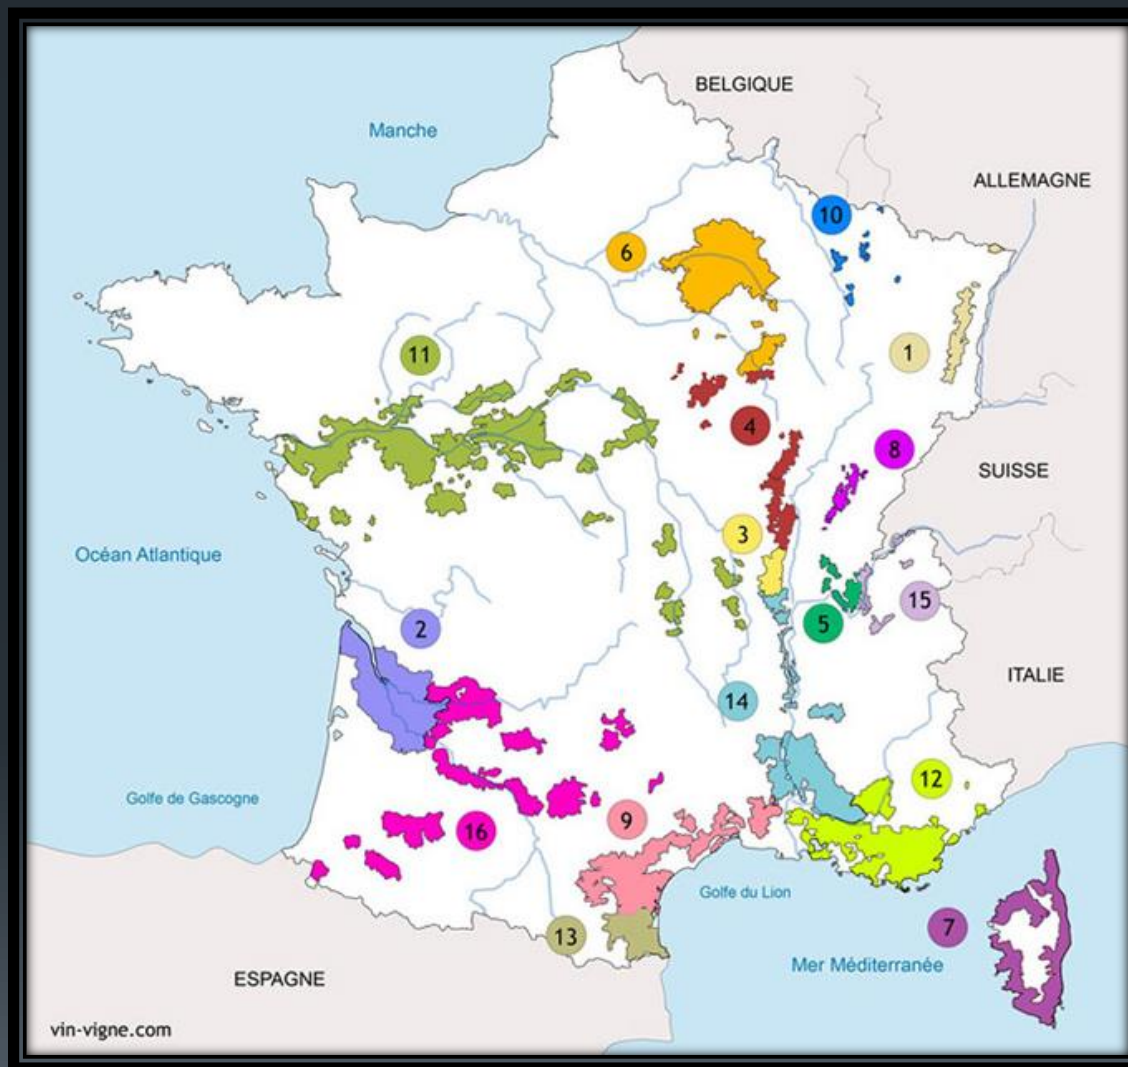 BELGIQUE
Manche
ALLEMAGNE
10
6
1
11
4
8
SUISSE
3
Océan Atlantique
15
5
2
ITALIE
14
12
Golfe de Gascogne
9
16
Golfe du Lion
7
13
Mer Méditerranée
ESPAGNE
vin-vigne.com